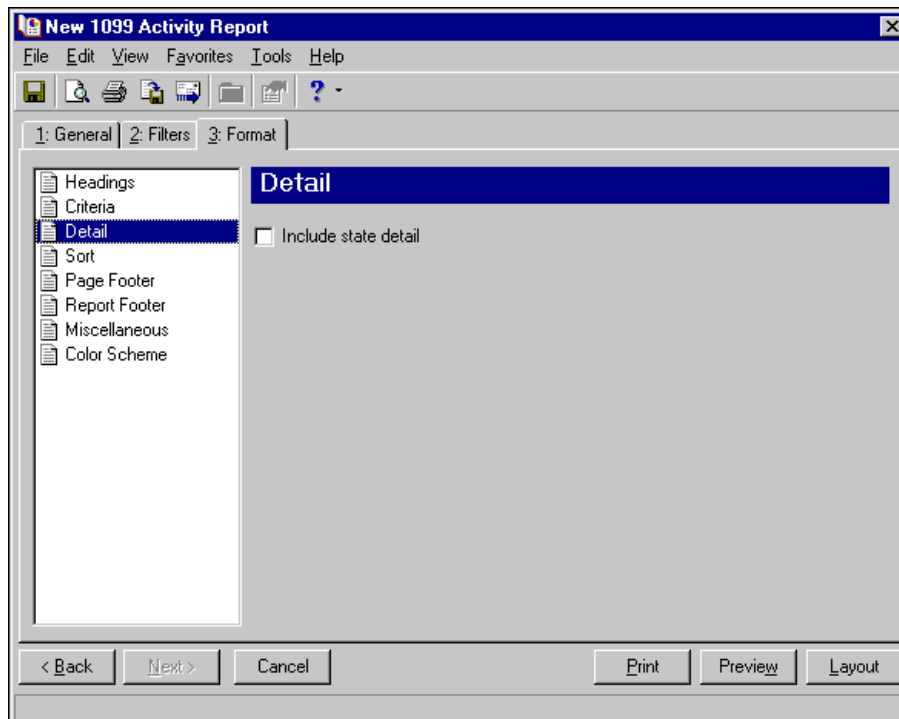 New 1099 Activity Report
File Edit View Favorites Tools Help
?
1: General 2: Filters 3: Format
Headings
Criteria
Detail
Sort
Page Footer
Report Footer
Miscellaneous
Color Scheme
Detail
Include state detail
< Back Next > Cancel Print Preview Layout